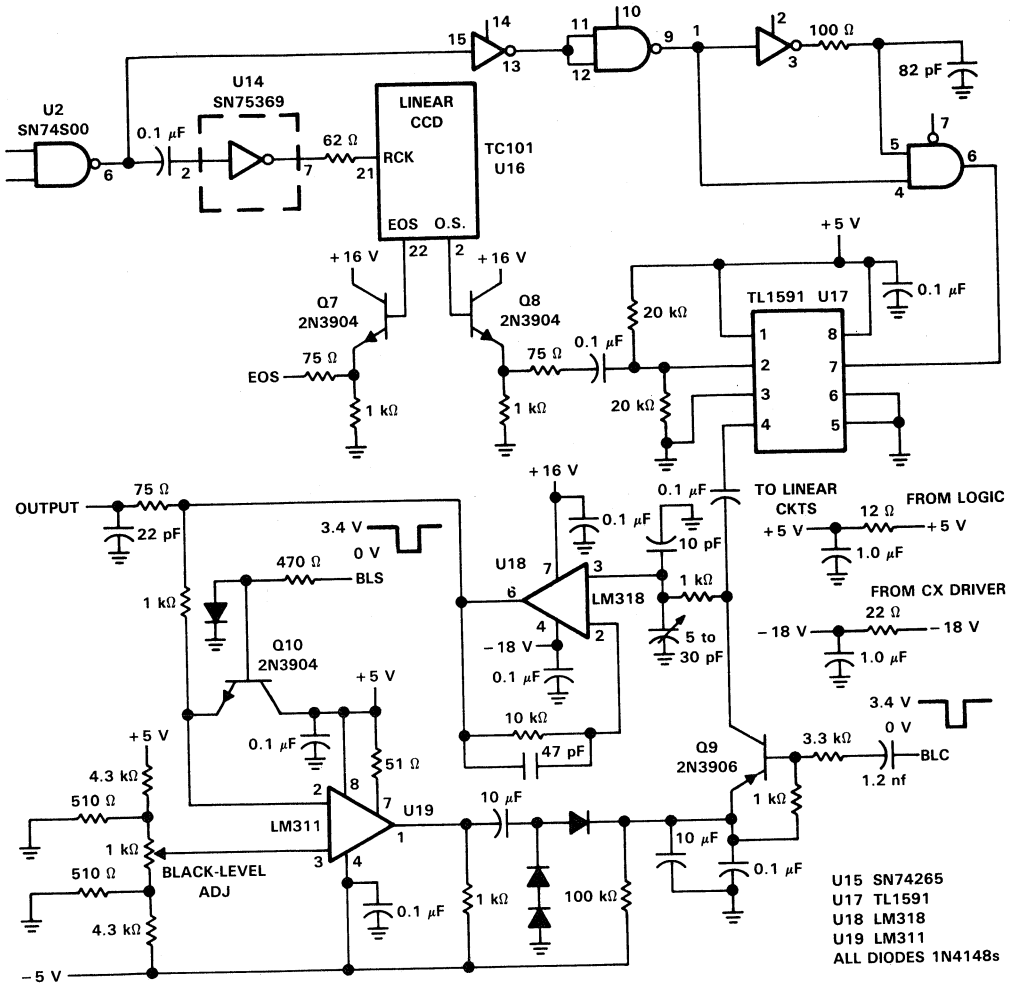 14
10
11
15
13
12
9
1
2
3
100 Ω
82 pF
U2
SN74S00
6
0.1 µF
2
U14
SN75369
7
62 Ω
21
LINEAR
CCD
RCK
EOS
O.S.
TC101
U16
22
2
7
5
4
6
+16 V
Q7
2N3904
75 Ω
EOS
1 kΩ
+16 V
Q8
2N3904
75 Ω
0.1 µF
1 kΩ
20 kΩ
20 kΩ
+5 V
0.1 µF
TL1591 U17
1
2
3
4
8
7
6
5
OUTPUT
75 Ω
22 pF
1 kΩ
3.4 V
0 V
470 Ω
BLS
Q10
2N3904
+5 V
0.1 µF
51 Ω
+16 V
0.1 µF
U18
7
3
6
LM318
4
2
−18 V
0.1 µF
10 kΩ
47 pF
0.1 µF
10 pF
1 kΩ
5 to
30 pF
TO LINEAR
CKTS
FROM LOGIC
12 Ω
+5 V
+5 V
1.0 µF
FROM CX DRIVER
22 Ω
−18 V
−18 V
1.0 µF
3.4 V
0 V
Q9
2N3906
3.3 kΩ
BLC
1.2 nf
1 kΩ
+5 V
4.3 kΩ
510 Ω
1 kΩ
BLACK-LEVEL
ADJ
510 Ω
4.3 kΩ
−5 V
2
8
7
U19
LM311
1
3
4
0.1 µF
10 µF
1 kΩ
100 kΩ
10 µF
0.1 µF
U15 SN74265
U17 TL1591
U18 LM318
U19 LM311
ALL DIODES 1N4148s